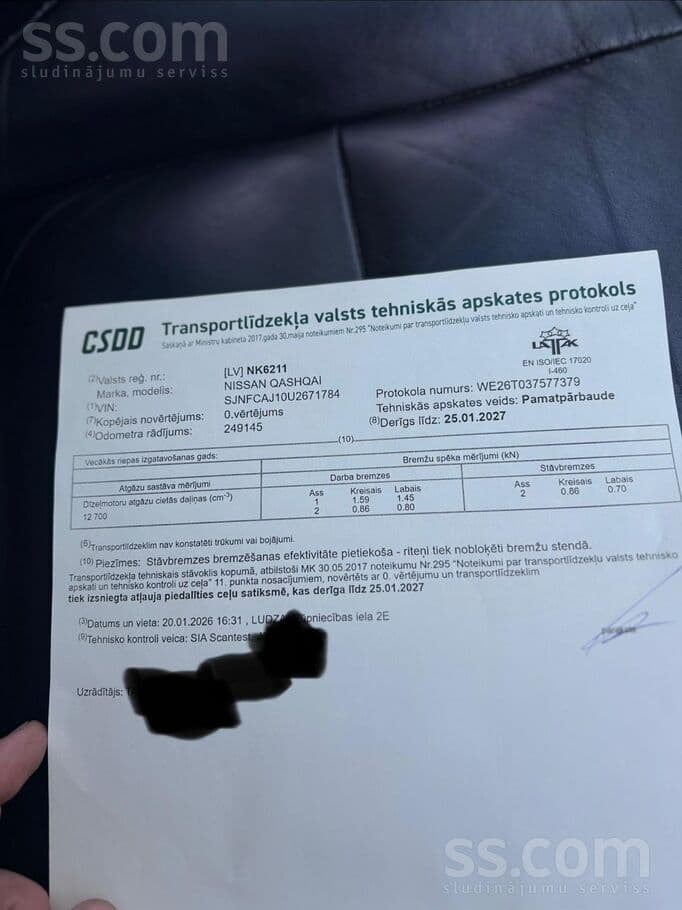 ss.com
sludinājumu serviss
CSDD Transportlīdzekļa valsts tehniskās apskates protokols
Saskaņā ar Ministru kabineta 2017.gada 30.maija noteikumiem Nr.295 "Noteikumi par transportlīdzekļu valsts tehnisko apskati un tehnisko kontroli uz ceļa"
LATAK
EN ISO/IEC 17020
I-460
(2)Valsts reģ. nr.: [LV] NK6211
Marka, modelis: NISSAN QASHQAI
(1)VIN: SJNFCAJ10U2671784
(7)Kopējais novērtējums: 0.vērtējums
(4)Odometra rādījums: 249145
Protokola numurs: WE26T037577379
Tehniskās apskates veids: Pamatpārbaude
(8)Derīgs līdz: 25.01.2027
(10)
Vecākās riepas izgatavošanas gads:
Bremžu spēka mērījumi (kN)
Atgāzu sastāva mērījumi
Darba bremzes
Stāvbremzes
Dīzeļmotoru atgāzu cietās daļiņas (cm-3)
12 700
Ass Kreisais Labais
1 1.59 1.45
2 0.86 0.80
Ass Kreisais Labais
2 0.86 0.70
(5)Transportlīdzeklim nav konstatēti trūkumi vai bojājumi.
(10) Piezīmes: Stāvbremzes bremzēšanas efektivitāte pietiekoša - riteņi tiek nobloķēti bremžu stendā.
Transportlīdzekļa tehniskais stāvoklis kopumā, atbilstoši MK 30.05.2017 noteikumu Nr.295 "Noteikumi par transportlīdzekļu valsts tehnisko
apskati un tehnisko kontroli uz ceļa" 11. punkta nosacījumiem, novērtēts ar 0. vērtējumu un transportlīdzeklim
tiek izsniegta atļauja piedalīties ceļu satiksmē, kas derīga līdz 25.01.2027
(3)Datums un vieta: 20.01.2026 16:31 , LUDZA pniecības iela 2E
(9)Tehnisko kontroli veica: SIA Scantest,
Uzrādītājs:
ss.com
sludinājumu serviss